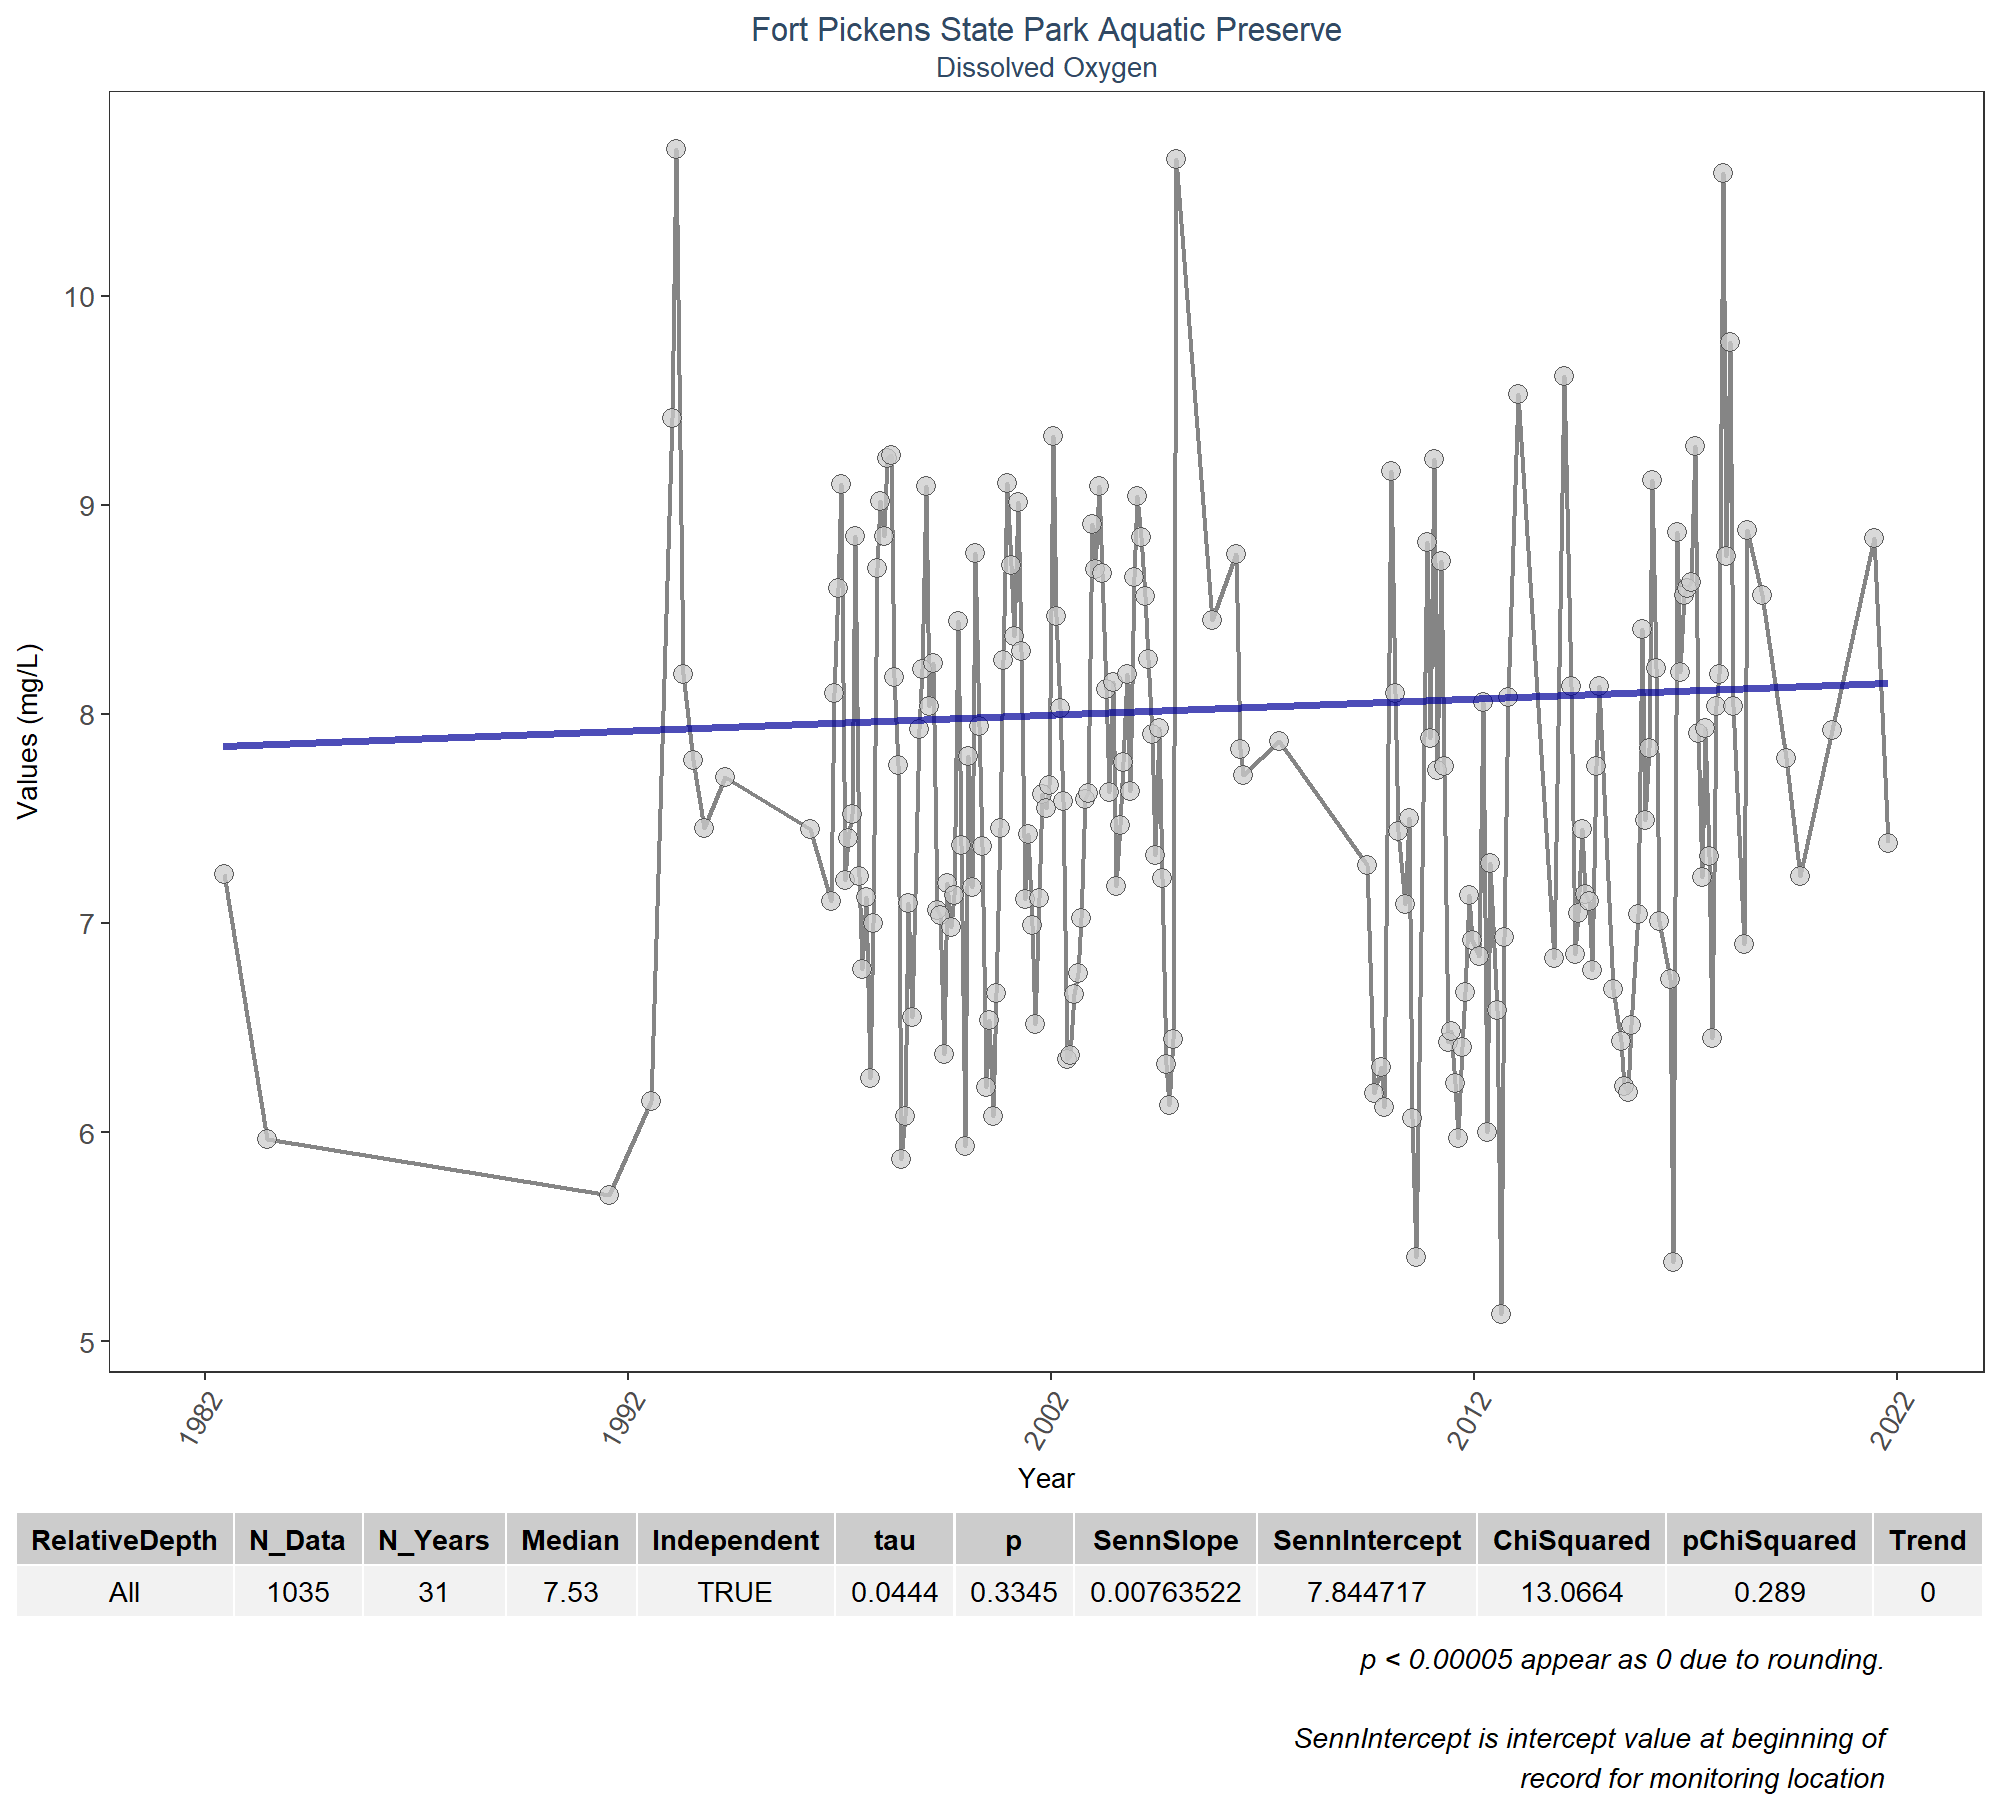 Fort Pickens State Park Aquatic Preserve
Dissolved Oxygen
Values (mg/L)
10
9
8
7
6
5
1982 1992 2002 2012 2022
Year
RelativeDepth N_Data N_Years Median Independent tau p SennSlope SennIntercept ChiSquared pChiSquared Trend
All 1035 31 7.53 TRUE 0.0444 0.3345 0.00763522 7.844717 13.0664 0.289 0
p < 0.00005 appear as 0 due to rounding.
SennIntercept is intercept value at beginning of
record for monitoring location